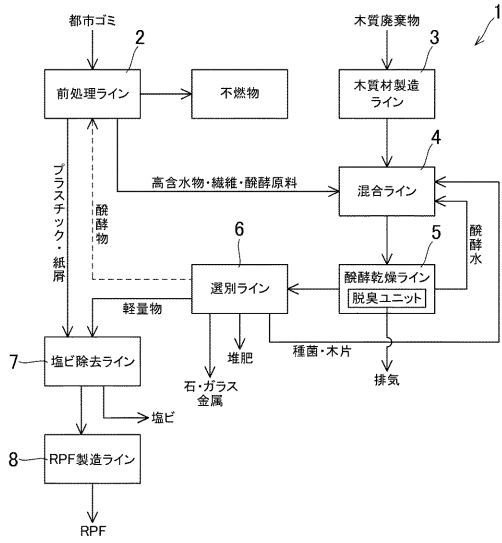 都市ゴミ
木質廃棄物
1
2
3
前処理ライン
不燃物
木質材製造
ライン
4
高含水物・繊維・醗酵原料
混合ライン
プラスチック・紙屑
醗酵物
醗酵水
6
5
選別ライン
醗酵乾燥ライン
脱臭ユニット
軽量物
堆肥
種菌・木片
石・ガラス
金属
排気
7
塩ビ除去ライン
塩ビ
8
RPF製造ライン
RPF